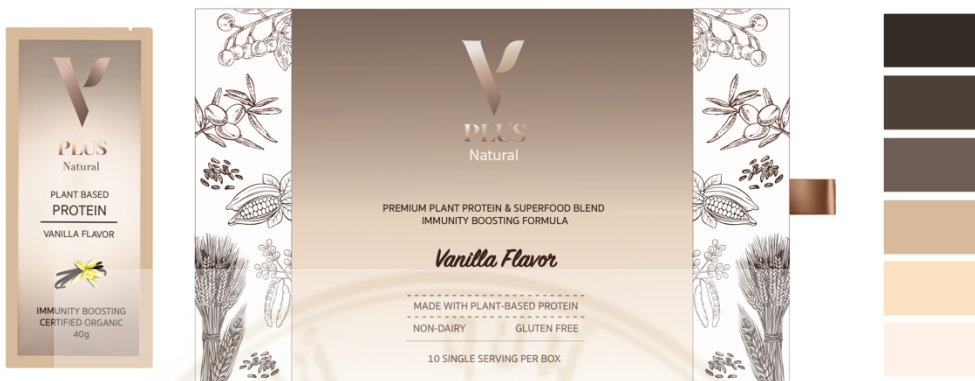 PLUS
Natural
PLANT BASED
PROTEIN
VANILLA FLAVOR
IMMUNITY BOOSTING
CERTIFIED ORGANIC
40g
PLUS
Natural
PREMIUM PLANT PROTEIN & SUPERFOOD BLEND
IMMUNITY BOOSTING FORMULA
Vanilla Flavor
MADE WITH PLANT-BASED PROTEIN
NON-DAIRY GLUTEN FREE
10 SINGLE SERVING PER BOX